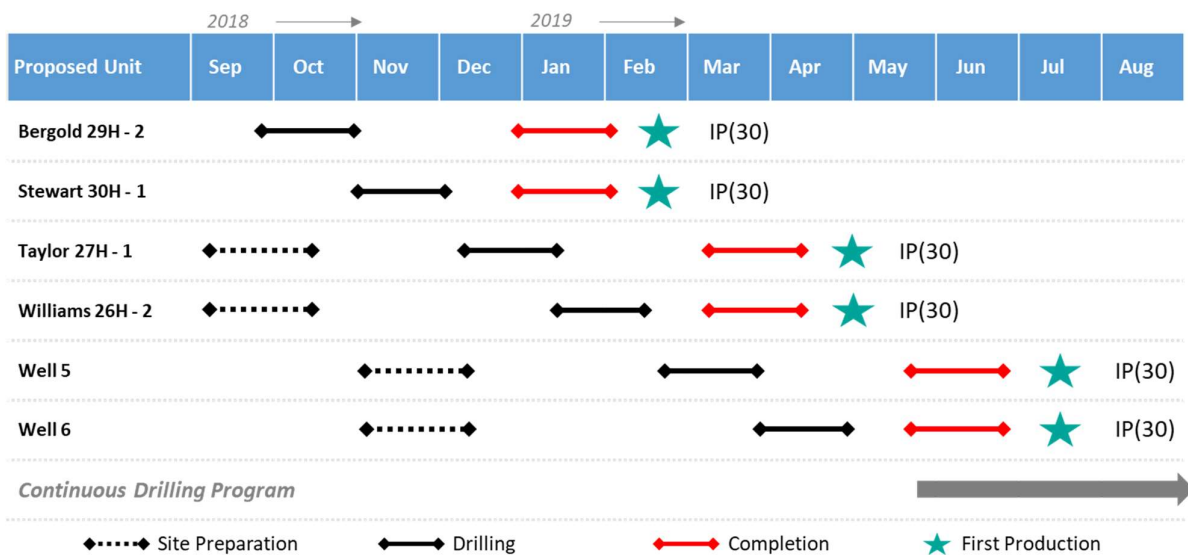 2018 2019
Proposed Unit Sep Oct Nov Dec Jan Feb Mar Apr May Jun Jul Aug
Bergold 29H - 2 IP(30)
Stewart 30H - 1 IP(30)
Taylor 27H - 1 IP(30)
Williams 26H - 2 IP(30)
Well 5 IP(30)
Well 6 IP(30)
Continuous Drilling Program
Site Preparation Drilling Completion First Production